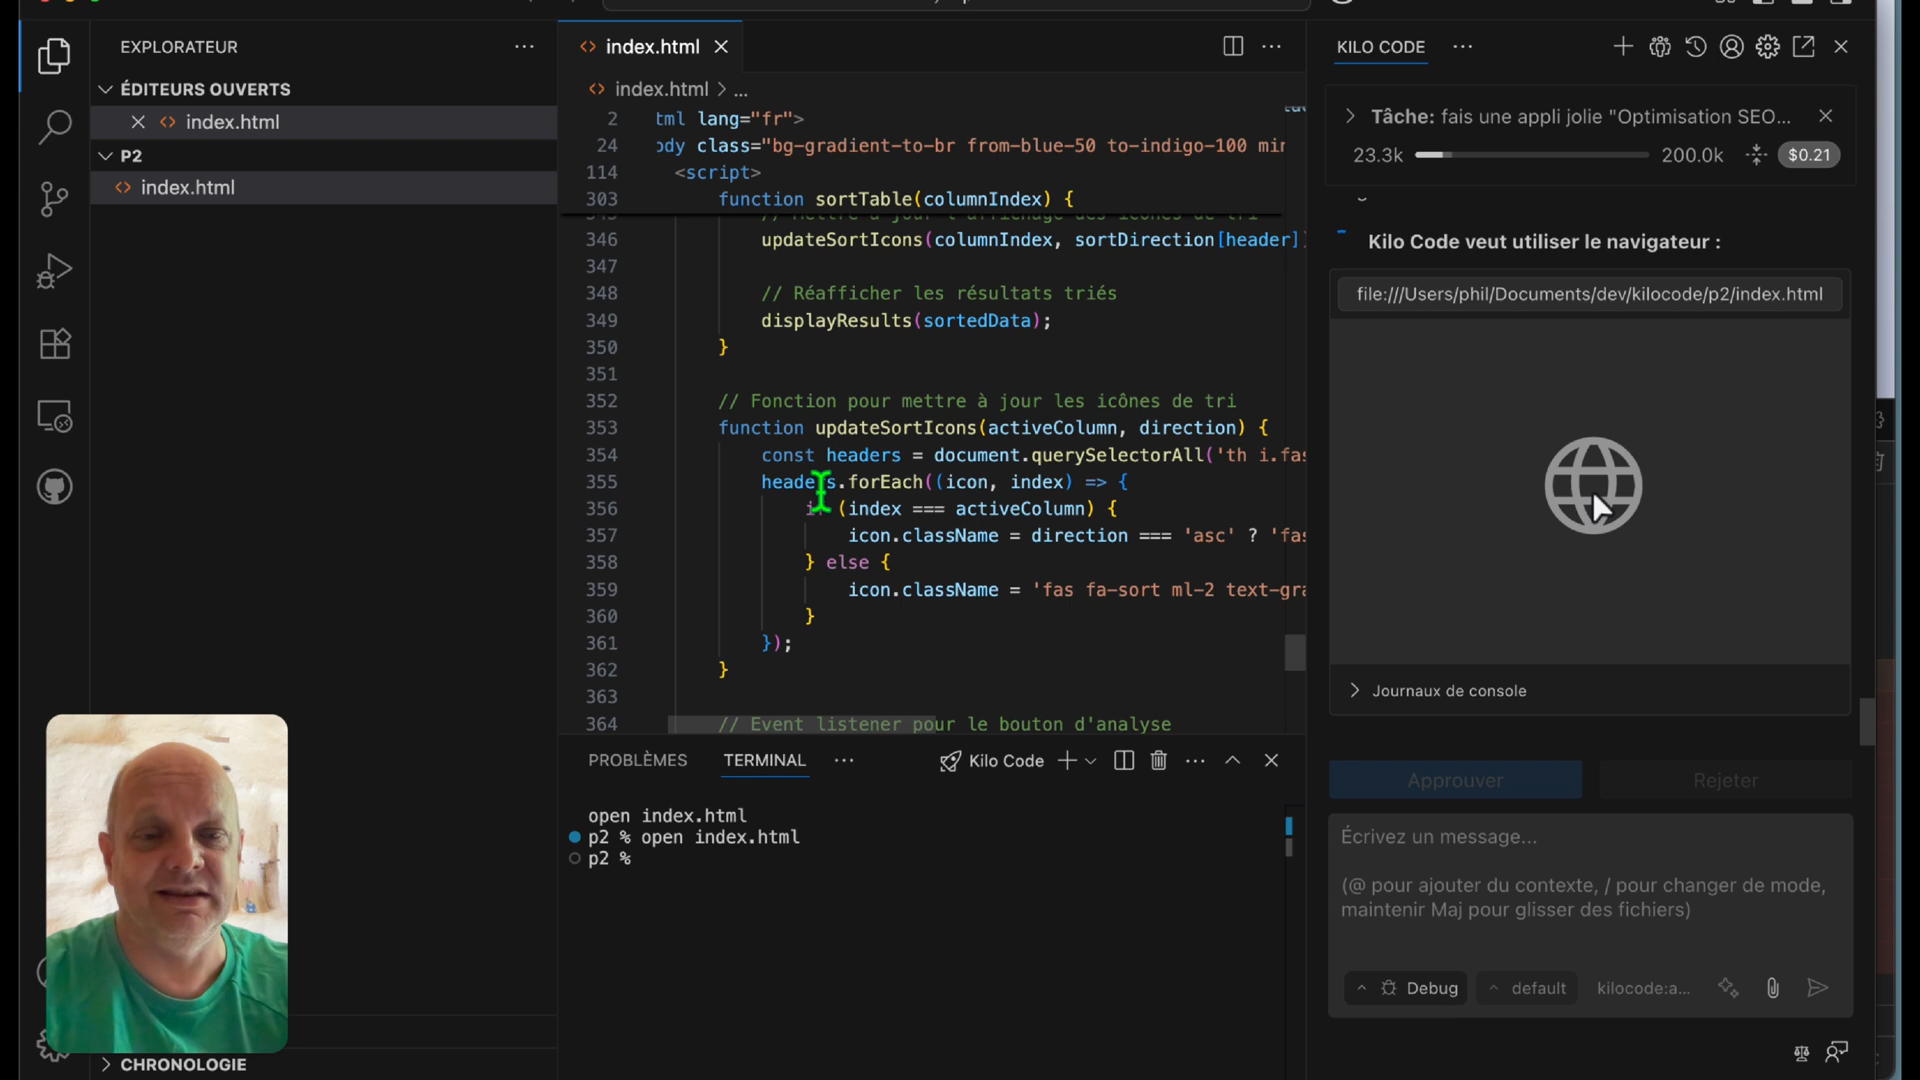 EXPLORATEUR
ÉDITEURS OUVERTS
index.html
P2
index.html
CHRONOLOGIE
index.html
index.html > ...
2 tml lang="fr">
24 ody class="bg-gradient-to-br from-blue-50 to-indigo-100 mir
114 <script>
303 function sortTable(columnIndex) {
346 updateSortIcons(columnIndex, sortDirection[header]
347
348 // Réafficher les résultats triés
349 displayResults(sortedData);
350 }
351
352 // Fonction pour mettre à jour les icônes de tri
353 function updateSortIcons(activeColumn, direction) {
354 const headers = document.querySelectorAll('th i.fas
355 headers.forEach((icon, index) => {
356 if (index === activeColumn) {
357 icon.className = direction === 'asc' ? 'fas
358 } else {
359 icon.className = 'fas fa-sort ml-2 text-gra
360 }
361 });
362 }
363
364 // Event listener pour le bouton d'analyse
PROBLÈMES
TERMINAL
Kilo Code
open index.html
p2 % open index.html
p2 %
KILO CODE
Tâche: fais une appli jolie "Optimisation SEO...
23.3k
200.0k
$0.21
Kilo Code veut utiliser le navigateur :
file:///Users/phil/Documents/dev/kilocode/p2/index.html
Journaux de console
Approuver
Rejeter
Écrivez un message...
(@ pour ajouter du contexte, / pour changer de mode,
maintenir Maj pour glisser des fichiers)
Debug
default
kilocode:a...